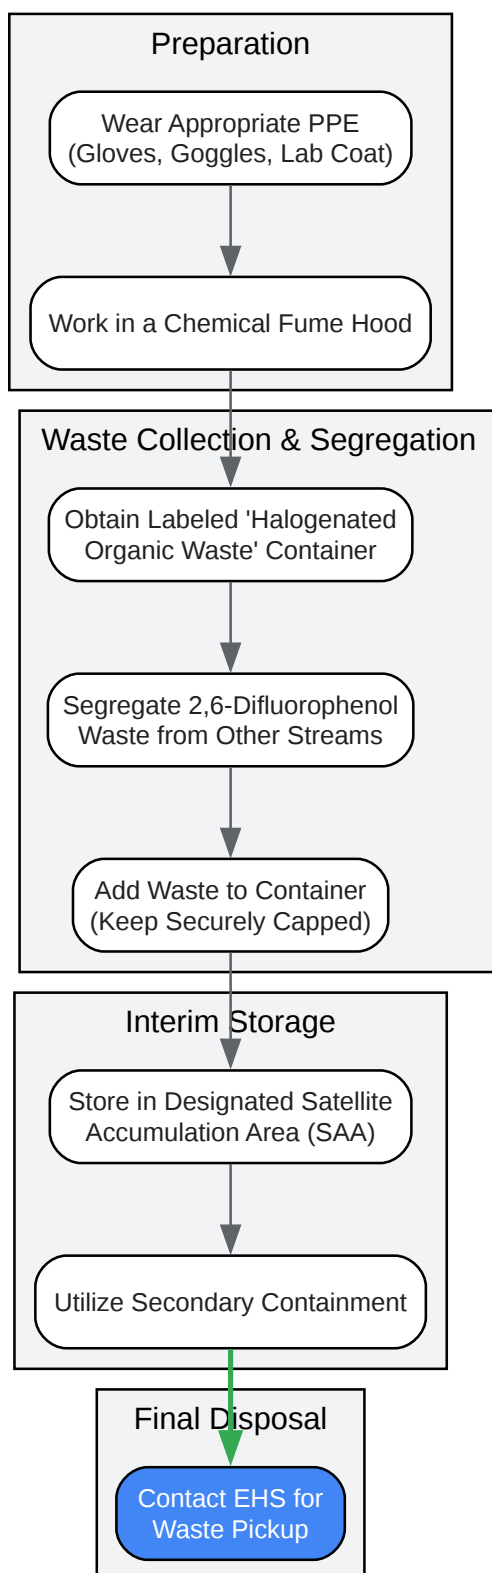 Preparation
Wear Appropriate PPE
(Gloves, Goggles, Lab Coat)
Work in a Chemical Fume Hood
Waste Collection & Segregation
Obtain Labeled 'Halogenated
Organic Waste' Container
Segregate 2,6-Difluorophenol
Waste from Other Streams
Add Waste to Container
(Keep Securely Capped)
Interim Storage
Store in Designated Satellite
Accumulation Area (SAA)
Utilize Secondary Containment
Final Disposal
Contact EHS for
Waste Pickup